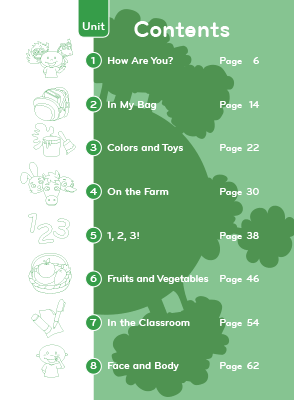 Unit
Contents
1 How Are You? Page 6
2 In My Bag Page 14
3 Colors and Toys Page 22
4 On the Farm Page 30
5 1, 2, 3! Page 38
6 Fruits and Vegetables Page 46
7 In the Classroom Page 54
8 Face and Body Page 62
123